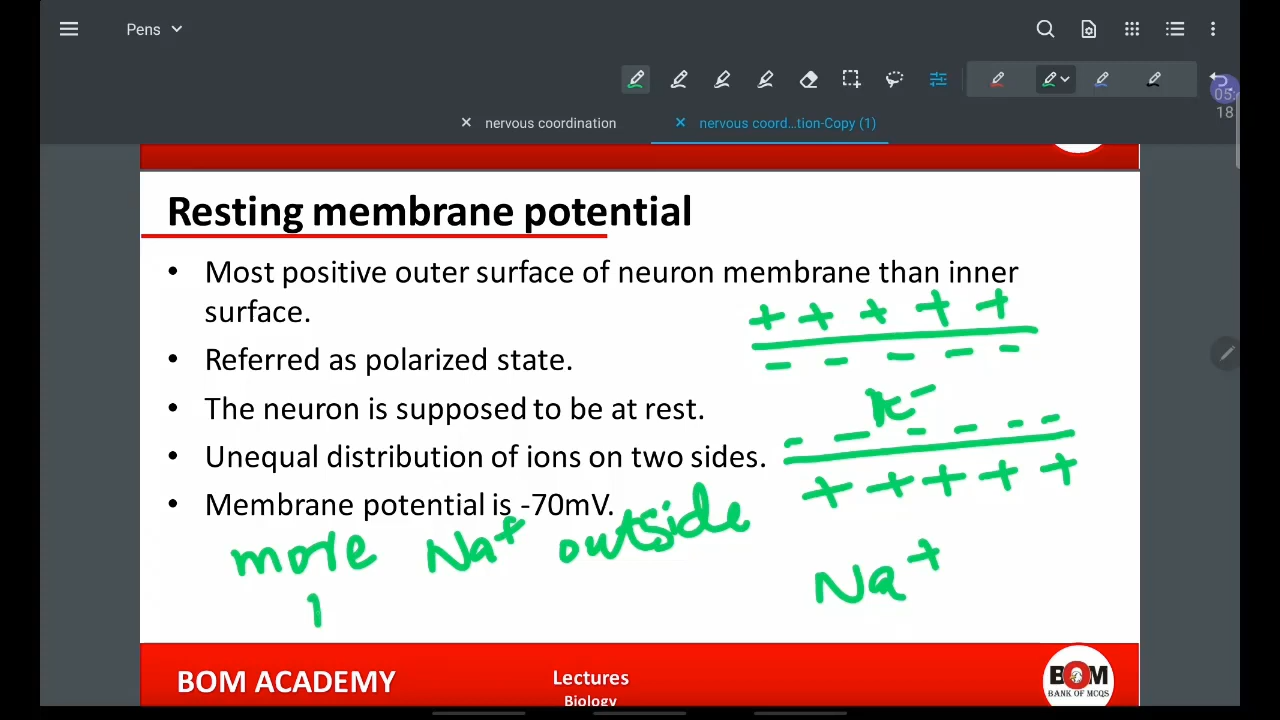 Pens
05:
18
nervous coordination
nervous coord...tion-Copy (1)
Resting membrane potential
• Most positive outer surface of neuron membrane than inner
surface.
+ + + + +
- - - - -
• Referred as polarized state.
• The neuron is supposed to be at rest.
K-
- - - - - -
• Unequal distribution of ions on two sides.
+ + + + +
• Membrane potential is -70mV.
more Na+ outside
Na+
BOM ACADEMY
Lectures
Biology
BOM
BANK OF MCQS